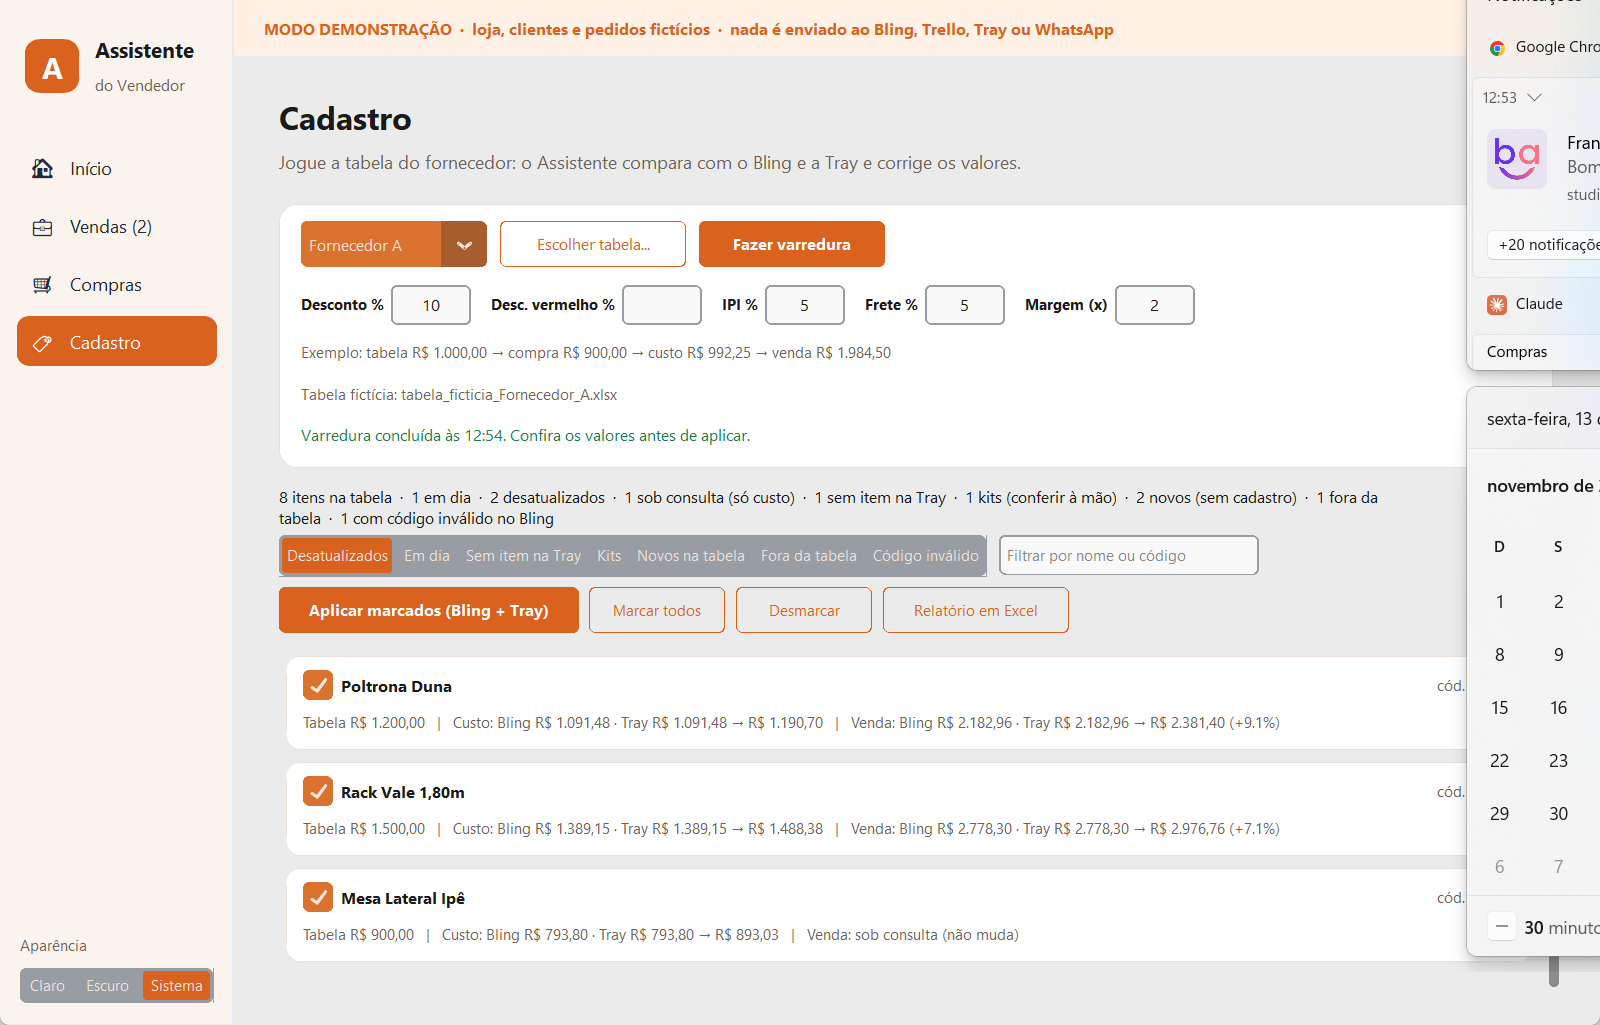 MODO DEMONSTRAÇÃO · loja, clientes e pedidos fictícios · nada é enviado ao Bling, Trello, Tray ou WhatsApp
A
Assistente
do Vendedor
Início
Vendas (2)
Compras
Cadastro
Aparência
Claro Escuro Sistema
Cadastro
Jogue a tabela do fornecedor: o Assistente compara com o Bling e a Tray e corrige os valores.
Fornecedor A Escolher tabela... Fazer varredura
Desconto % 10 Desc. vermelho % IPI % 5 Frete % 5 Margem (x) 2
Exemplo: tabela R$ 1.000,00 → compra R$ 900,00 → custo R$ 992,25 → venda R$ 1.984,50
Tabela fictícia: tabela_ficticia_Fornecedor_A.xlsx
Varredura concluída às 12:54. Confira os valores antes de aplicar.
8 itens na tabela · 1 em dia · 2 desatualizados · 1 sob consulta (só custo) · 1 sem item na Tray · 1 kits (conferir à mão) · 2 novos (sem cadastro) · 1 fora da
tabela · 1 com código inválido no Bling
Desatualizados Em dia Sem item na Tray Kits Novos na tabela Fora da tabela Código inválido Filtrar por nome ou código
Aplicar marcados (Bling + Tray) Marcar todos Desmarcar Relatório em Excel
Poltrona Duna cód.
Tabela R$ 1.200,00 | Custo: Bling R$ 1.091,48 · Tray R$ 1.091,48 → R$ 1.190,70 | Venda: Bling R$ 2.182,96 · Tray R$ 2.182,96 → R$ 2.381,40 (+9.1%)
Rack Vale 1,80m cód.
Tabela R$ 1.500,00 | Custo: Bling R$ 1.389,15 · Tray R$ 1.389,15 → R$ 1.488,38 | Venda: Bling R$ 2.778,30 · Tray R$ 2.778,30 → R$ 2.976,76 (+7.1%)
Mesa Lateral Ipê cód.
Tabela R$ 900,00 | Custo: Bling R$ 793,80 · Tray R$ 793,80 → R$ 893,03 | Venda: sob consulta (não muda)
Google Chro
12:53
ba
Fran
Bom
studi
+20 notificaçõe
Claude
Compras
sexta-feira, 13
novembro de
D S
1 2
8 9
15 16
22 23
29 30
6 7
30 minuto